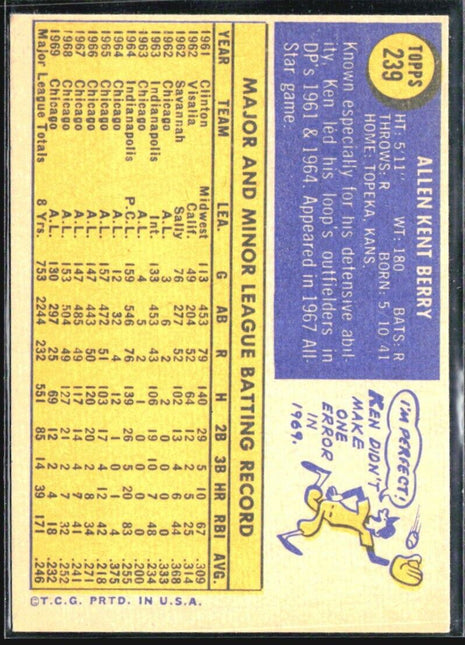 TOPPS
239
ALLEN KENT BERRY
HT: 5'11" WT: 180 BATS: R
THROWS: R BORN: 5-10-41
HOME: TOPEKA, KANS.
Known especially for his defensive abil-
ity, Ken led his loop's outfielders in
DP's 1961 & 1964. Appeared in 1967 All-
Star game.
I'M PERFECT!
KEN DIDN'T
MAKE
ONE
ERROR
IN
1969.
MAJOR AND MINOR LEAGUE BATTING RECORD
YEAR TEAM LEA. G AB R H 2B 3B HR RBI AVG.
1961 Clinton Midwest 113 453 79 140 29 5 10 67 .309
1962 Visalia Calif. 49 204 52 64 12 2 5 25 .314
1962 Savannah Sally 76 277 52 102 13 4 6 44 .368
1962 Chicago A.L. 3 6 2 2 0 0 0 0 .333
1963 Indianapolis Int. 133 453 42 106 19 10 7 48 .234
1963 Chicago A.L. 4 5 2 1 0 0 0 0 .200
1964 Indianapolis P.C.L. 159 546 76 139 26 5 20 83 .255
1964 Chicago A.L. 12 32 4 12 1 0 1 4 .375
1965 Chicago A.L. 157 472 51 103 17 4 12 42 .218
1966 Chicago A.L. 147 443 50 120 20 2 8 34 .271
1967 Chicago A.L. 147 485 49 117 14 4 7 41 .241
1968 Chicago A.L. 153 504 49 127 21 2 7 32 .252
1969 Chicago A.L. 130 297 25 69 12 2 4 18 .232
Major League Totals 8 Yrs. 753 2244 232 551 85 14 39 171 .246
©T.C.G. PRTD. IN U.S.A.